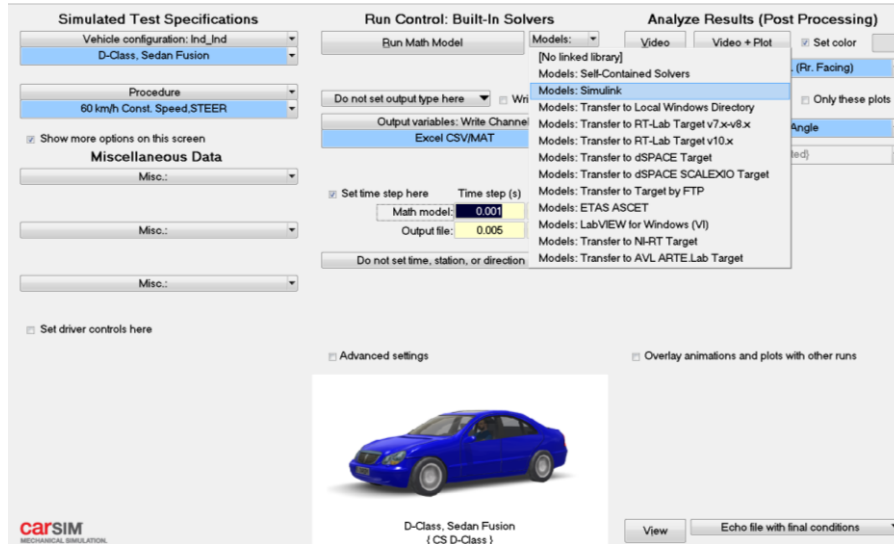 Simulated Test Specifications
Vehicle configuration: Ind_Ind
D-Class, Sedan Fusion
Procedure
60 km/h Const. Speed,STEER
Show more options on this screen
Miscellaneous Data
Misc.:
Misc.:
Misc.:
Set driver controls here
carSIM
MECHANICAL SIMULATION.
Run Control: Built-In Solvers
Run Math Model
Models:
[No linked library]
Models: Self-Contained Solvers
Models: Simulink
Models: Transfer to Local Windows Directory
Models: Transfer to RT-Lab Target v7.x-v8.x
Models: Transfer to RT-Lab Target v10.x
Models: Transfer to dSPACE Target
Models: Transfer to dSPACE SCALEXIO Target
Models: Transfer to Target by FTP
Models: ETAS ASCET
Models: LabVIEW for Windows (VI)
Models: Transfer to NI-RT Target
Models: Transfer to AVL ARTE.Lab Target
Do not set output type here
Wri
Output variables: Write Channel
Excel CSV/MAT
Set time step here Time step (s)
Math model: 0.001
Output file: 0.005
Do not set time, station, or direction
Advanced settings
D-Class, Sedan Fusion
{ CS D-Class }
Analyze Results (Post Processing)
Video Video + Plot Set color
. (Rr. Facing)
Only these plots
Angle
ted}
Overlay animations and plots with other runs
View Echo file with final conditions